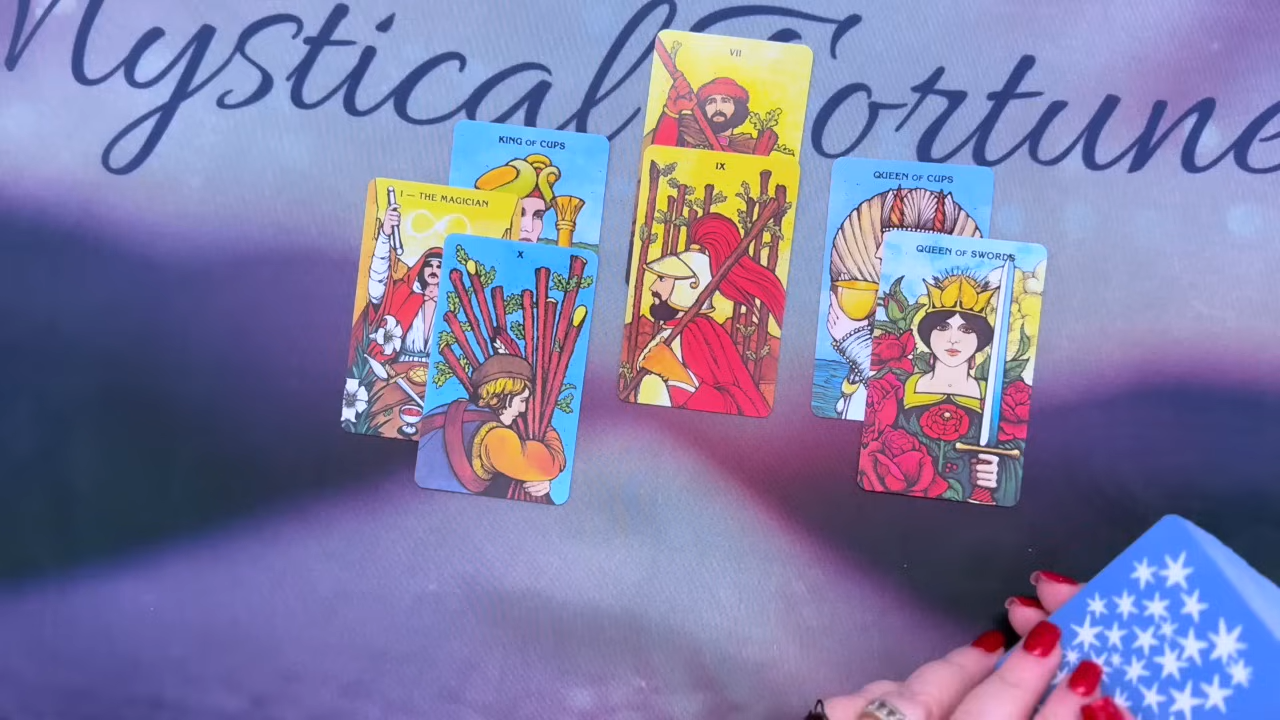 Mystical Fortune
VII
KING OF CUPS
IX
QUEEN OF CUPS
I — THE MAGICIAN
X
QUEEN OF SWORDS